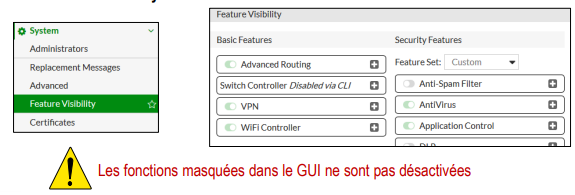 System
Administrators
Replacement Messages
Advanced
Feature Visibility
Certificates
Feature Visibility
Basic Features
Advanced Routing
Switch Controller Disabled via CLI
VPN
WiFi Controller
Security Features
Feature Set: Custom
Anti-Spam Filter
AntiVirus
Application Control
DLP
Les fonctions masquées dans le GUI ne sont pas désactivées